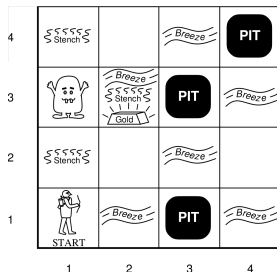 4 Stench Breeze PIT
Breeze
3 Stench PIT Breeze
Gold
2 Stench Breeze
1 Breeze PIT Breeze
START
1 2 3 4